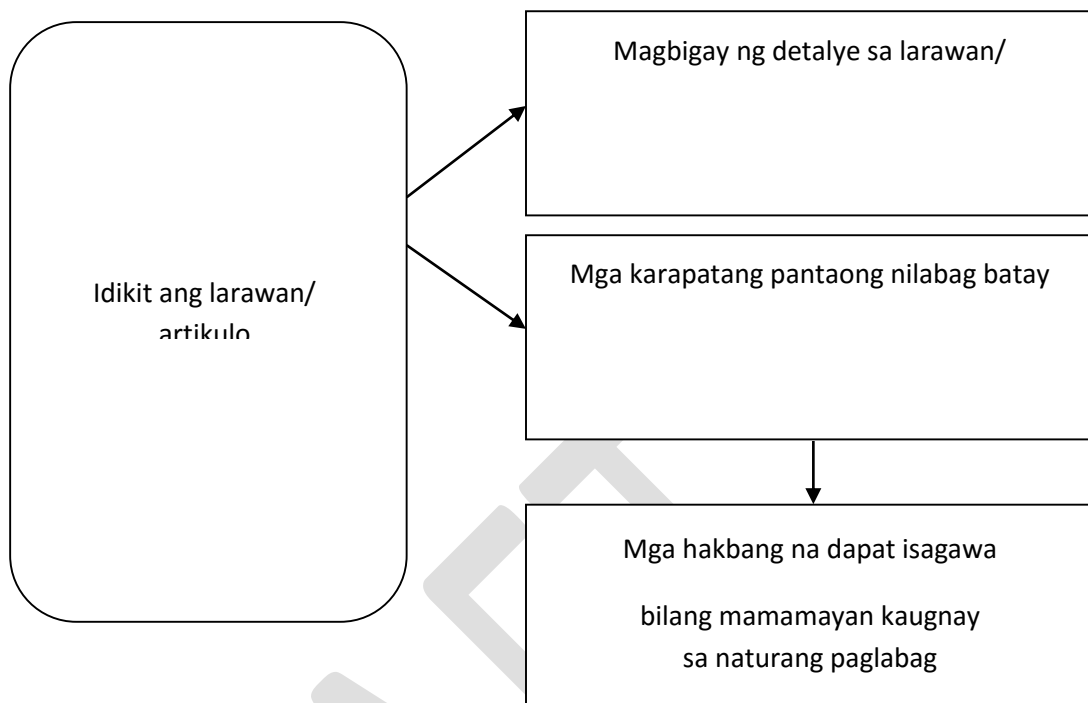 Magbigay ng detalye sa larawan/
Idikit ang larawan/
artikulo
Mga karapatang pantaong nilabag batay
Mga hakbang na dapat isagawa
bilang mamamayan kaugnay
sa naturang paglabag